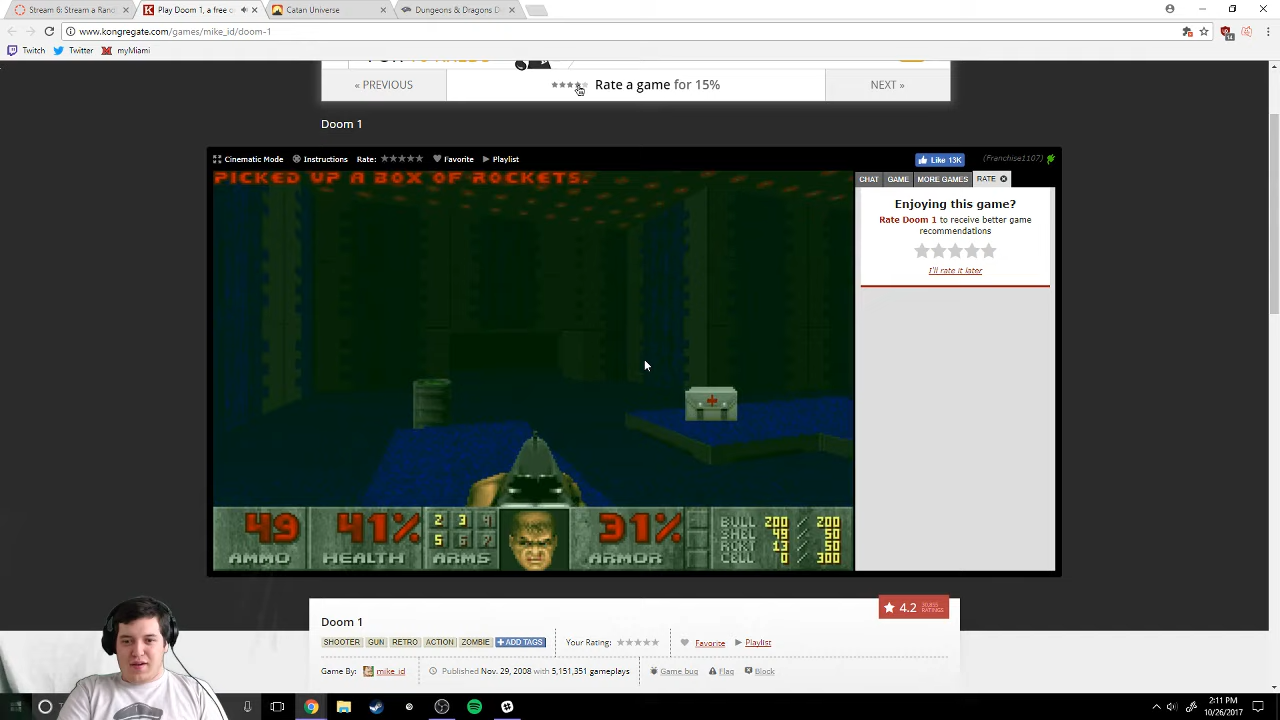 Stream 6: Stream a Rand
Play Doom 1, a free o
Catan Universe
Dungeons & Dragons D
www.kongregate.com/games/mike_id/doom-1
Twitch
Twitter
myMiami
« PREVIOUS
Rate a game for 15%
NEXT »
Doom 1
Cinematic Mode
Instructions
Rate:
Favorite
Playlist
Like 13K
(Franchise1107)
CHAT
GAME
MORE GAMES
RATE
PICKED UP A BOX OF ROCKETS.
Enjoying this game?
Rate Doom 1 to receive better game
recommendations
I'll rate it later
49
AMMO
41%
HEALTH
2 3
5 6 7
ARMS
31%
ARMOR
BULL 200 / 200
SHEL 49 / 50
RCKT 13 / 50
CELL 0 / 300
Doom 1
4.2
RATINGS
SHOOTER
GUN
RETRO
ACTION
ZOMBIE
+ ADD TAGS
Your Rating:
Favorite
Playlist
Game By:
mike_id
Published Nov. 29, 2008 with 5,151,351 gameplays
Game bug
Flag
Block
2:11 PM
10/26/2017